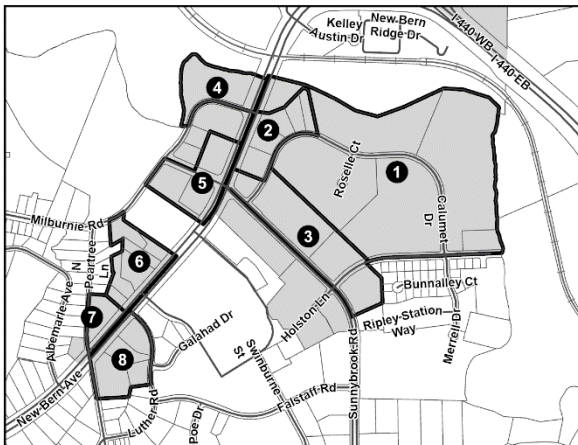 Kelley
Austin Dr
New Bern
Ridge Dr
I-440-WB
I-440-EB
4
2
1
Roselle Ct
5
Calumet
Dr
Milburnie Rd
3
N
Peartree
Ln
6
Albemarle Ave
Bunnalley Ct
Holston Ln
Ripley-Station
Way
7
Galahad Dr
8
Swinburne
St
Sunnybrook Rd
Merrell Dr
New Bern Ave
Luther Rd
Falstaff Rd
Poe Dr